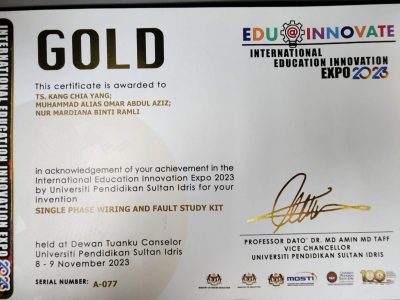 INTERNATIONAL EDUCATION INNOVATION EXPO 2023
GOLD
EDU@INNOVATE
INTERNATIONAL
EDUCATION INNOVATION
EXPO 2023
This certificate is awarded to
TS. KANG CHIA YANG;
MUHAMMAD ALIAS OMAR ABDUL AZIZ;
NUR MARDIANA BINTI RAMLI
in acknowledgement of your achievement in the
International Education Innovation Expo 2023
by Universiti Pendidikan Sultan Idris for your
invention
SINGLE PHASE WIRING AND FAULT STUDY KIT
held at Dewan Tuanku Canselor
Universiti Pendidikan Sultan Idris
8 - 9 November 2023
SERIAL NUMBER: A-077
PROFESSOR DATO' DR. MD AMIN MD TAFF
VICE CHANCELLOR
UNIVERSITI PENDIDIKAN SULTAN IDRIS
MOSTI
100